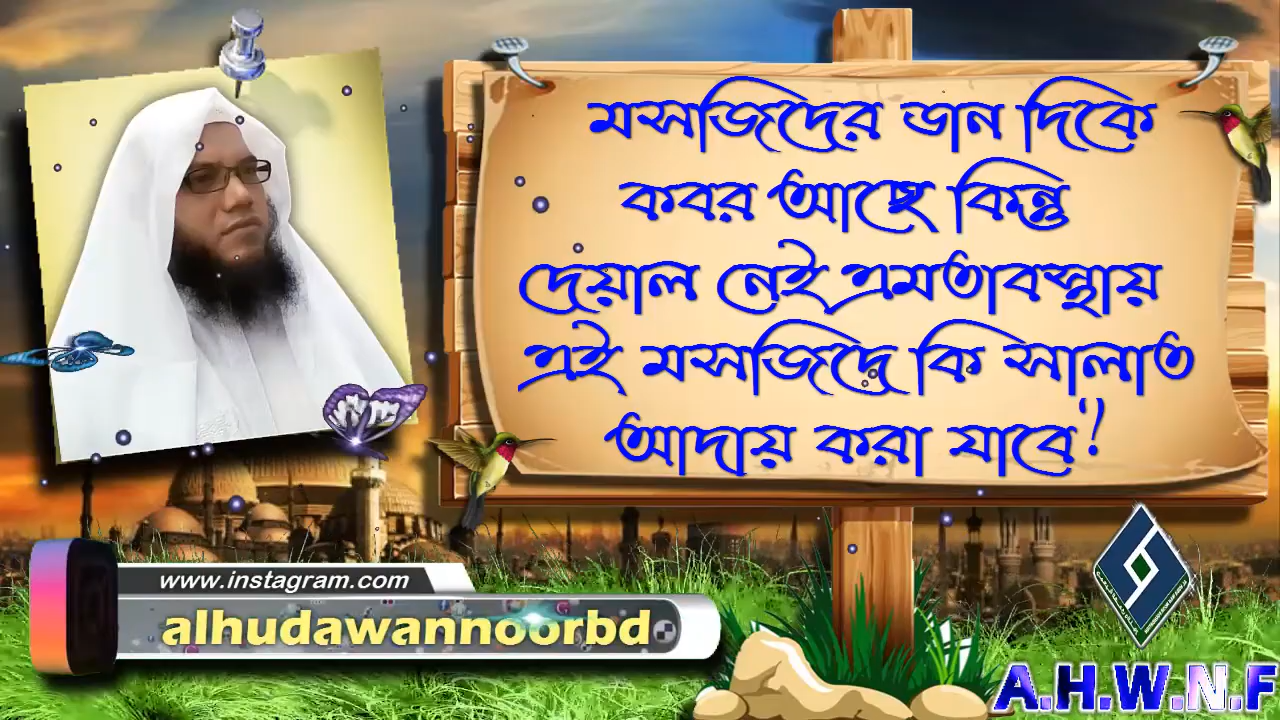 মসজিদের ডান দিকে
কবর আছে কিন্তু
দেয়াল নেই এমতাবস্থায়
এই মসজিদে কি সালাত
আদায় করা যাবে?
www.instagram.com
alhudawannoorbd
A.H.W.N.F